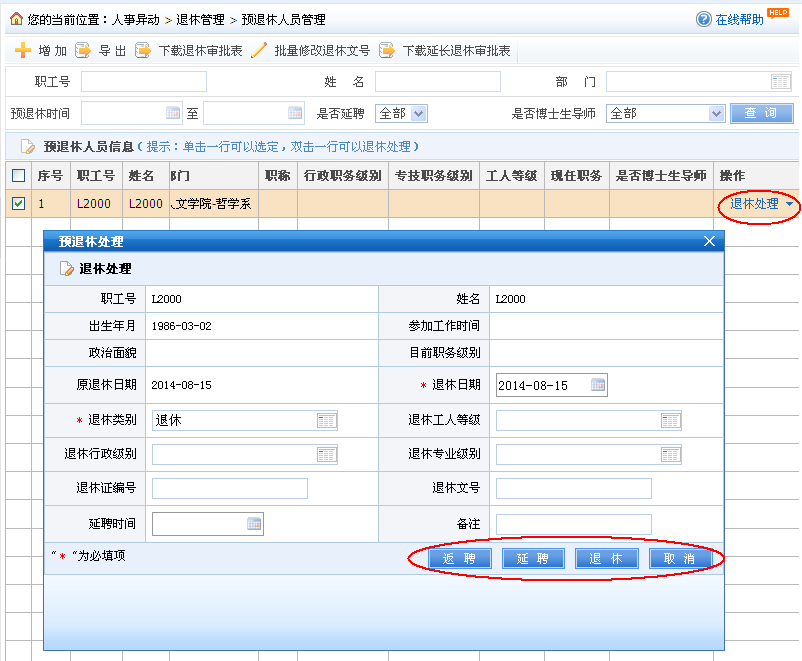 您的当前位置：人事异动 > 退休管理 > 预退休人员管理 在线帮助 HELP
增 加 导 出 下载退休审批表 批量修改退休文号 下载延长退休审批表
职工号 姓 名 部 门
预退休时间 至 是否延聘 全部 是否博士生导师 全部 查 询
预退休人员信息（ 提示：单击一行可以选定，双击一行可以退休处理 ）
序号 职工号 姓名 部门 职称 行政职务级别 专技职务级别 工人等级 现任职务 是否博士生导师 操作
1 L2000 L2000 文学院-哲学系 退休处理
预退休处理
退休处理
职工号 L2000 姓名 L2000
出生年月 1986-03-02 参加工作时间
政治面貌 目前职务级别
原退休日期 2014-08-15 * 退休日期 2014-08-15
* 退休类别 退休 退休工人等级
退休行政级别 退休专业级别
退休证编号 退休文号
延聘时间 备注
“ * “为必填项 返 聘 延 聘 退 休 取 消